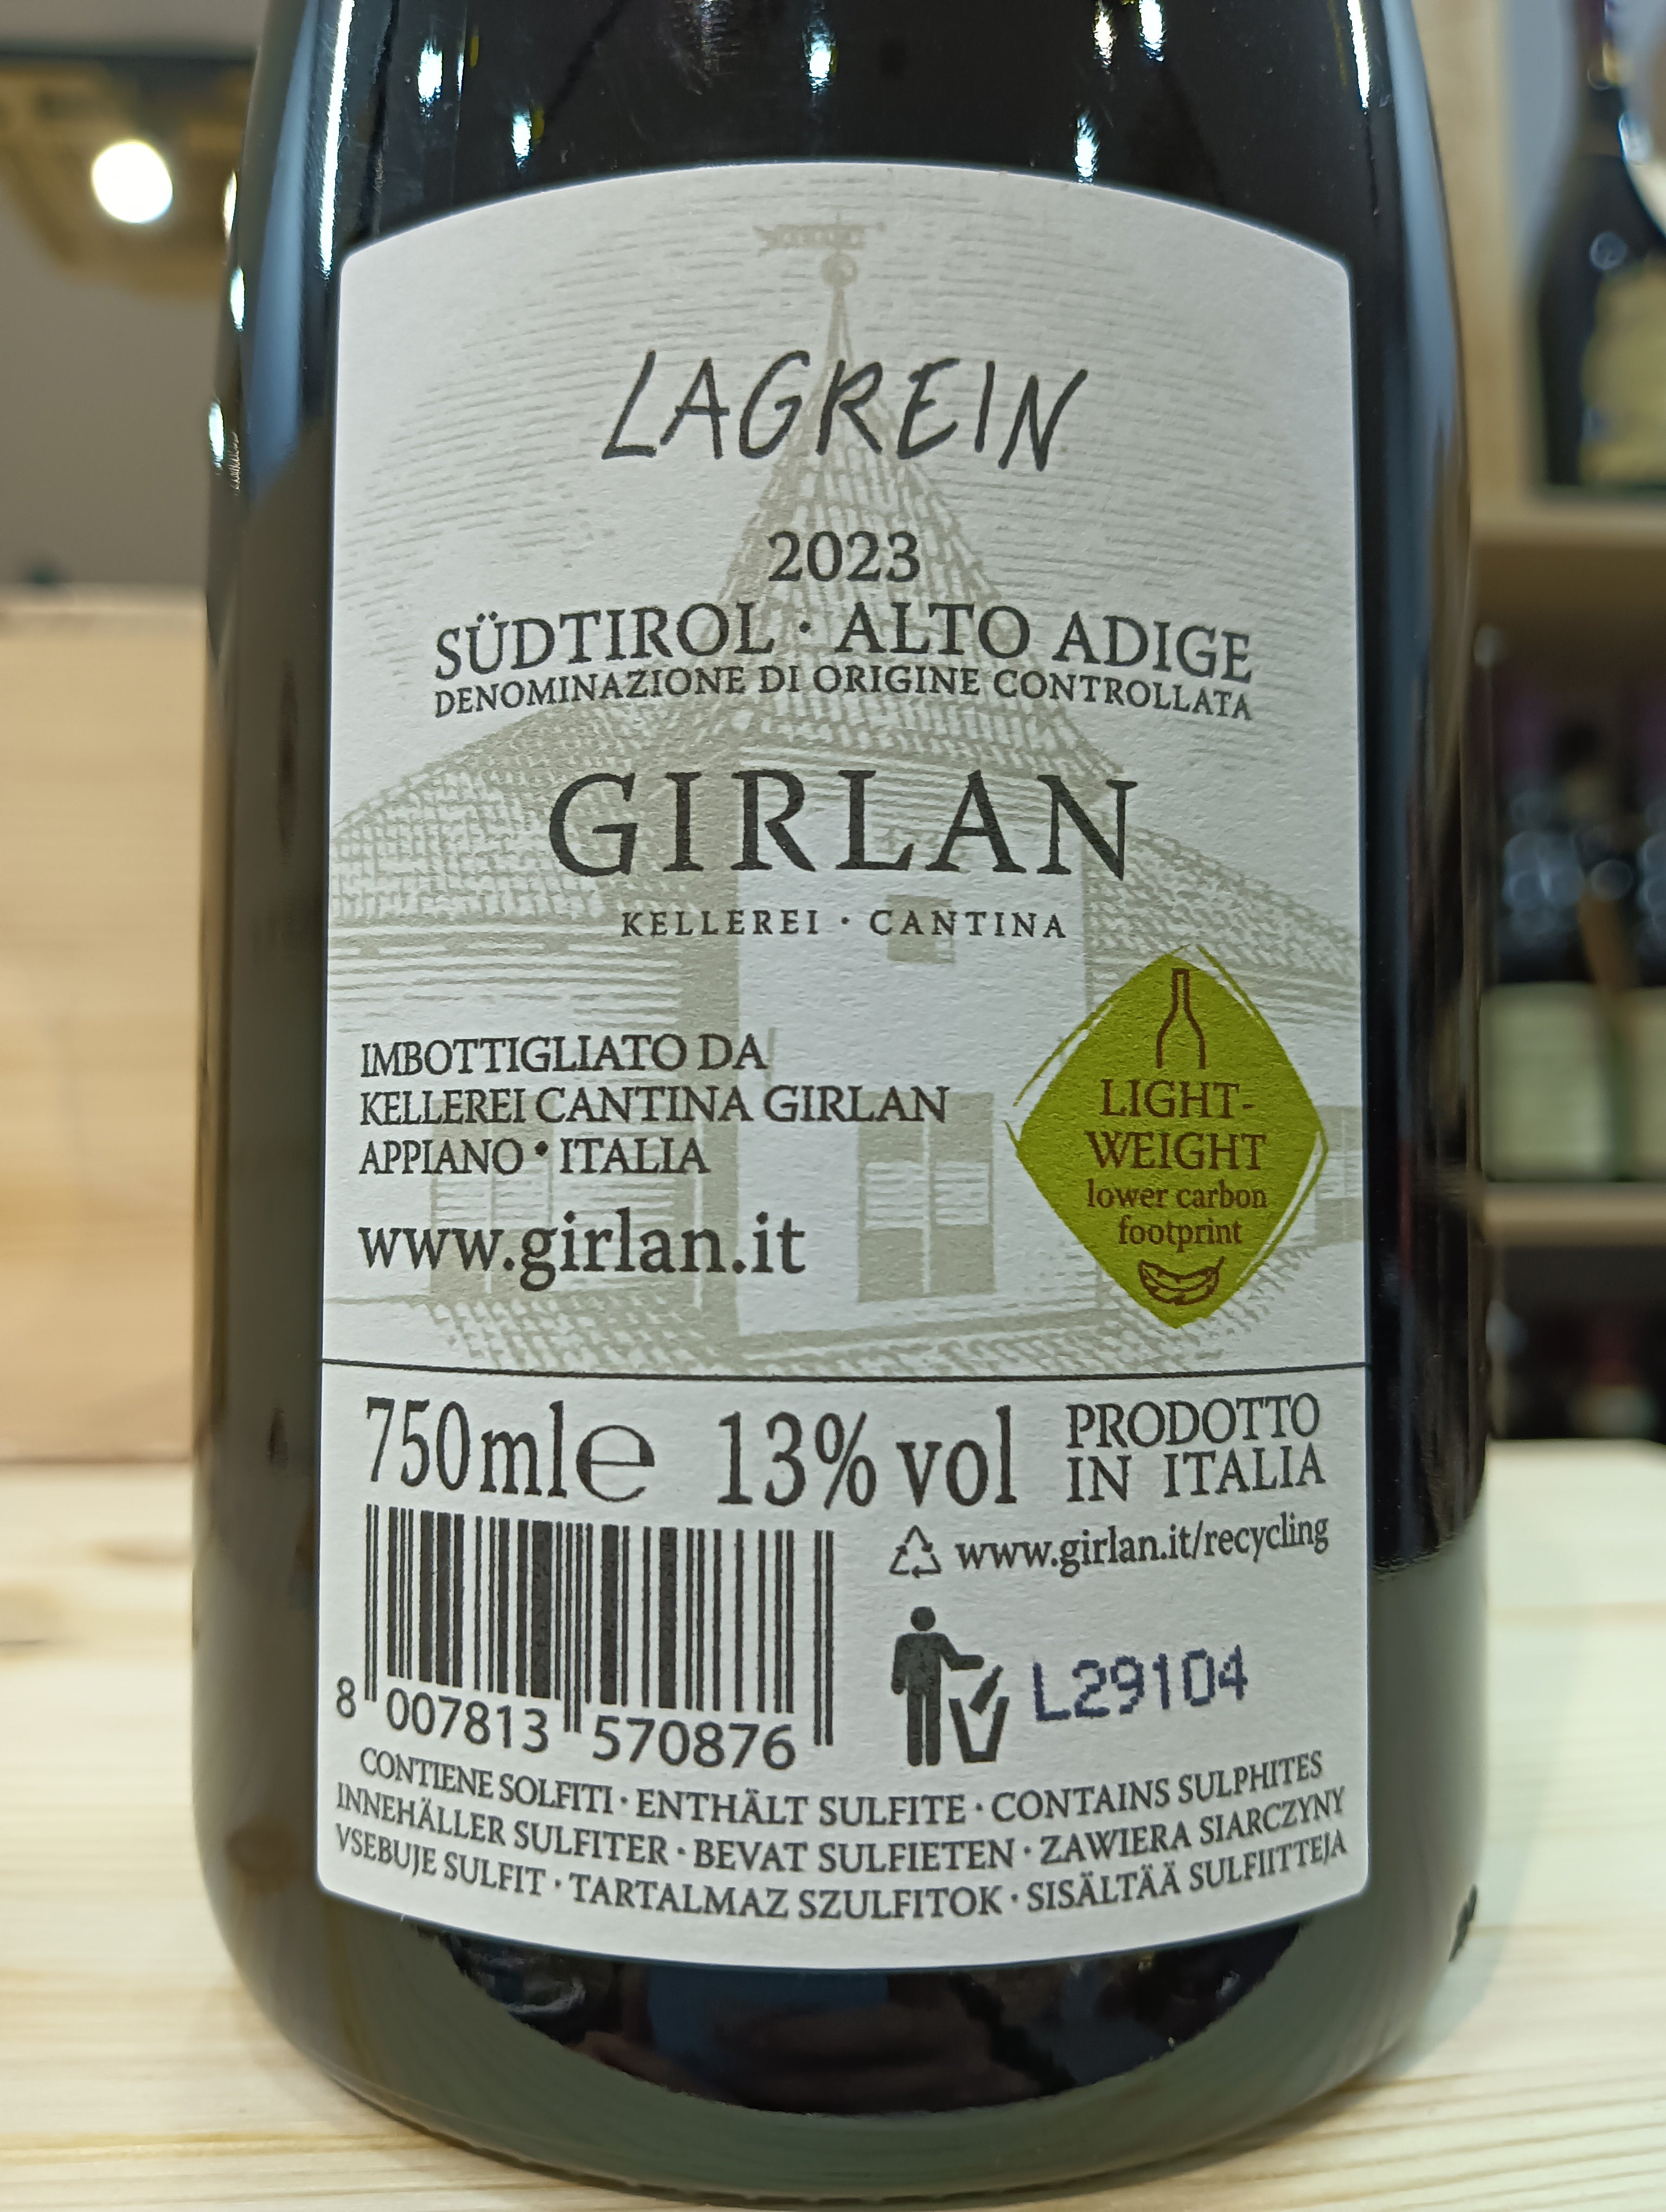 LAGREIN
2023
SÜDTIROL · ALTO ADIGE
DENOMINAZIONE DI ORIGINE CONTROLLATA
GIRLAN
KELLEREI · CANTINA
IMBOTTIGLIATO DA
KELLEREI CANTINA GIRLAN
APPIANO • ITALIA
www.girlan.it
LIGHT-
WEIGHT
lower carbon
footprint
750ml℮ 13% vol
PRODOTTO
IN ITALIA
www.girlan.it/recycling
L29104
8 007813 570876
CONTIENE SOLFITI · ENTHÄLT SULFITE · CONTAINS SULPHITES
INNEHÄLLER SULFITER · BEVAT SULFIETEN · ZAWIERA SIARCZYNY
VSEBUJE SULFIT · TARTALMAZ SZULFITOK · SISÄLTÄÄ SULFIITTEJA